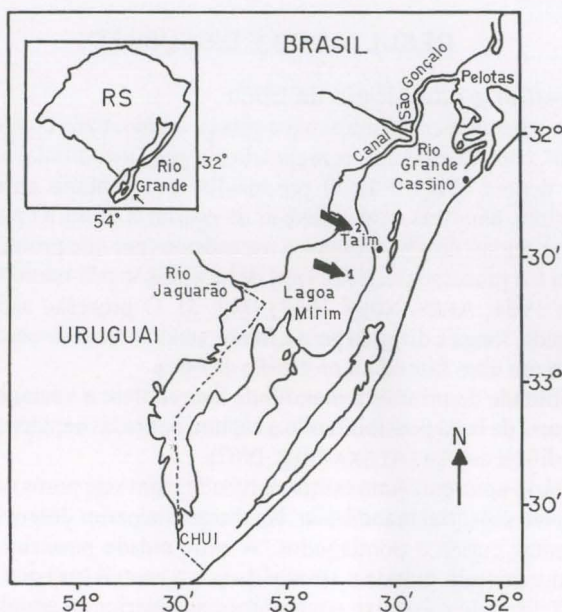 BRASIL
RS
32°
Rio
Grande
54°
Canal São Gonçalo
Pelotas
Rio
Grande
Cassino
32°
2
Taim
1
30'
Rio
Jaguarão
Lagoa
Mirim
URUGUAI
33°
N
30'
CHUI
54°
30'
53°
30'
52°